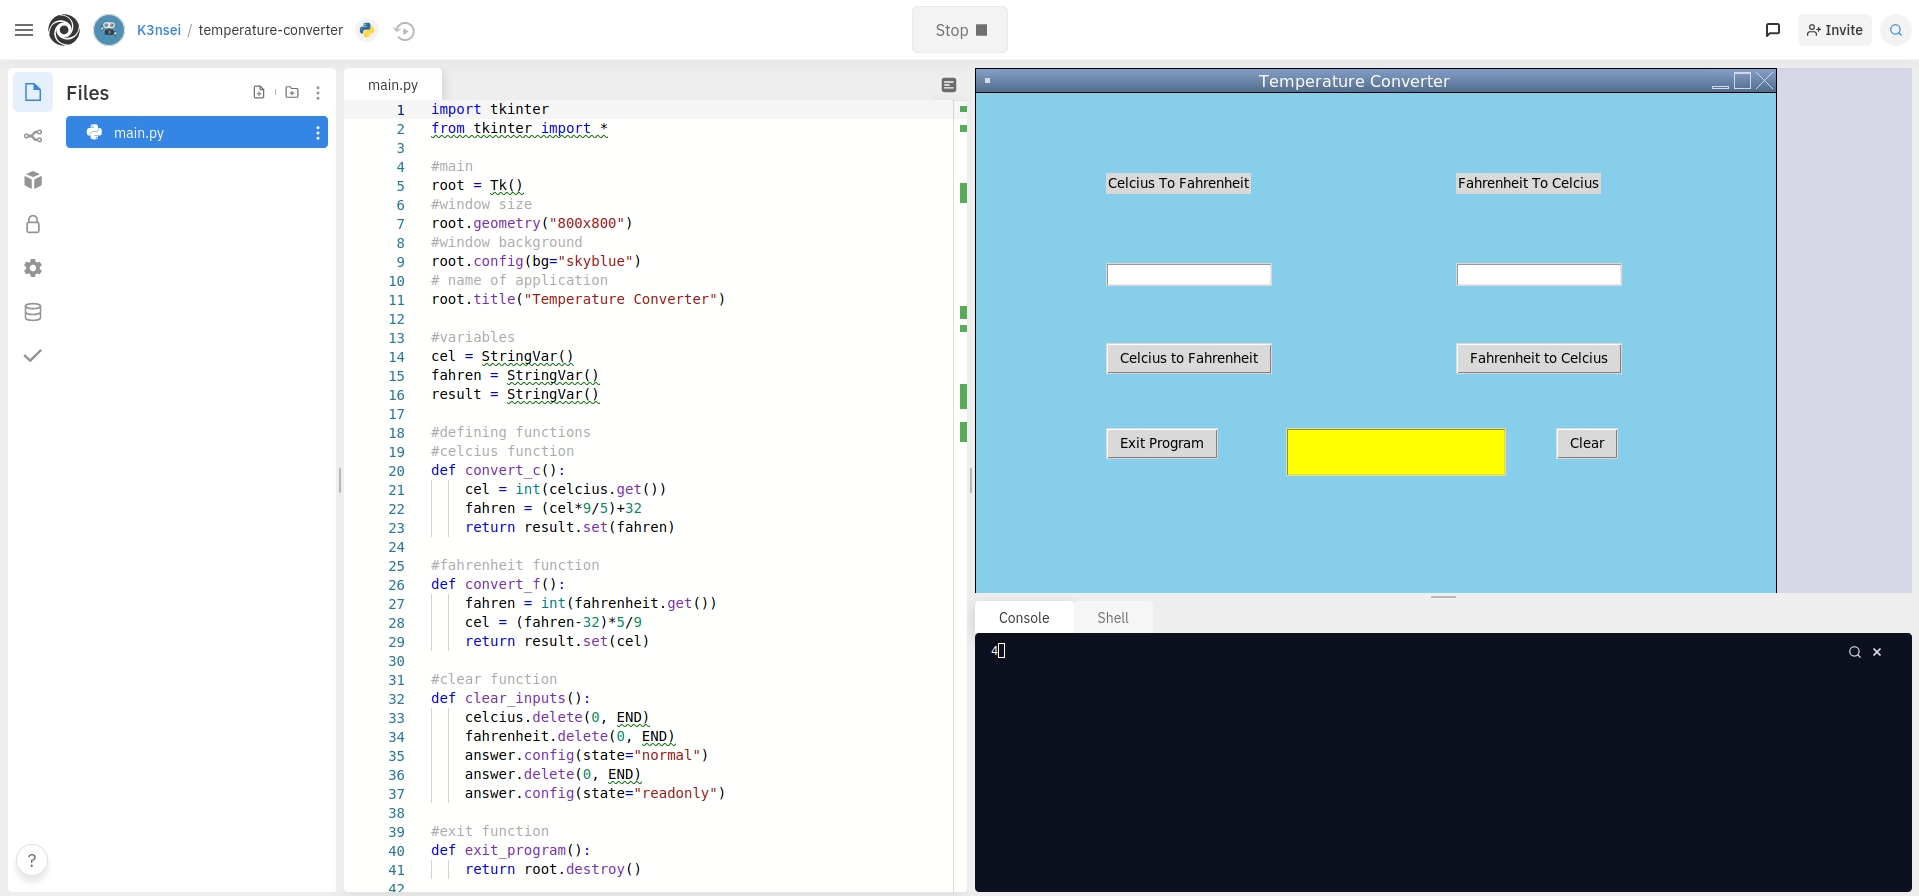 K3nsei / temperature-converter
Stop
Invite
Files
main.py
main.py
1 import tkinter
2 from tkinter import *
3
4 #main
5 root = Tk()
6 #window size
7 root.geometry("800x800")
8 #window background
9 root.config(bg="skyblue")
10 # name of application
11 root.title("Temperature Converter")
12
13 #variables
14 cel = StringVar()
15 fahren = StringVar()
16 result = StringVar()
17
18 #defining functions
19 #celcius function
20 def convert_c():
21     cel = int(celcius.get())
22     fahren = (cel*9/5)+32
23     return result.set(fahren)
24
25 #fahrenheit function
26 def convert_f():
27     fahren = int(fahrenheit.get())
28     cel = (fahren-32)*5/9
29     return result.set(cel)
30
31 #clear function
32 def clear_inputs():
33     celcius.delete(0, END)
34     fahrenheit.delete(0, END)
35     answer.config(state="normal")
36     answer.delete(0, END)
37     answer.config(state="readonly")
38
39 #exit function
40 def exit_program():
41     return root.destroy()
42
Temperature Converter
Celcius To Fahrenheit
Fahrenheit To Celcius
Celcius to Fahrenheit
Fahrenheit to Celcius
Exit Program
Clear
Console
Shell
4
?